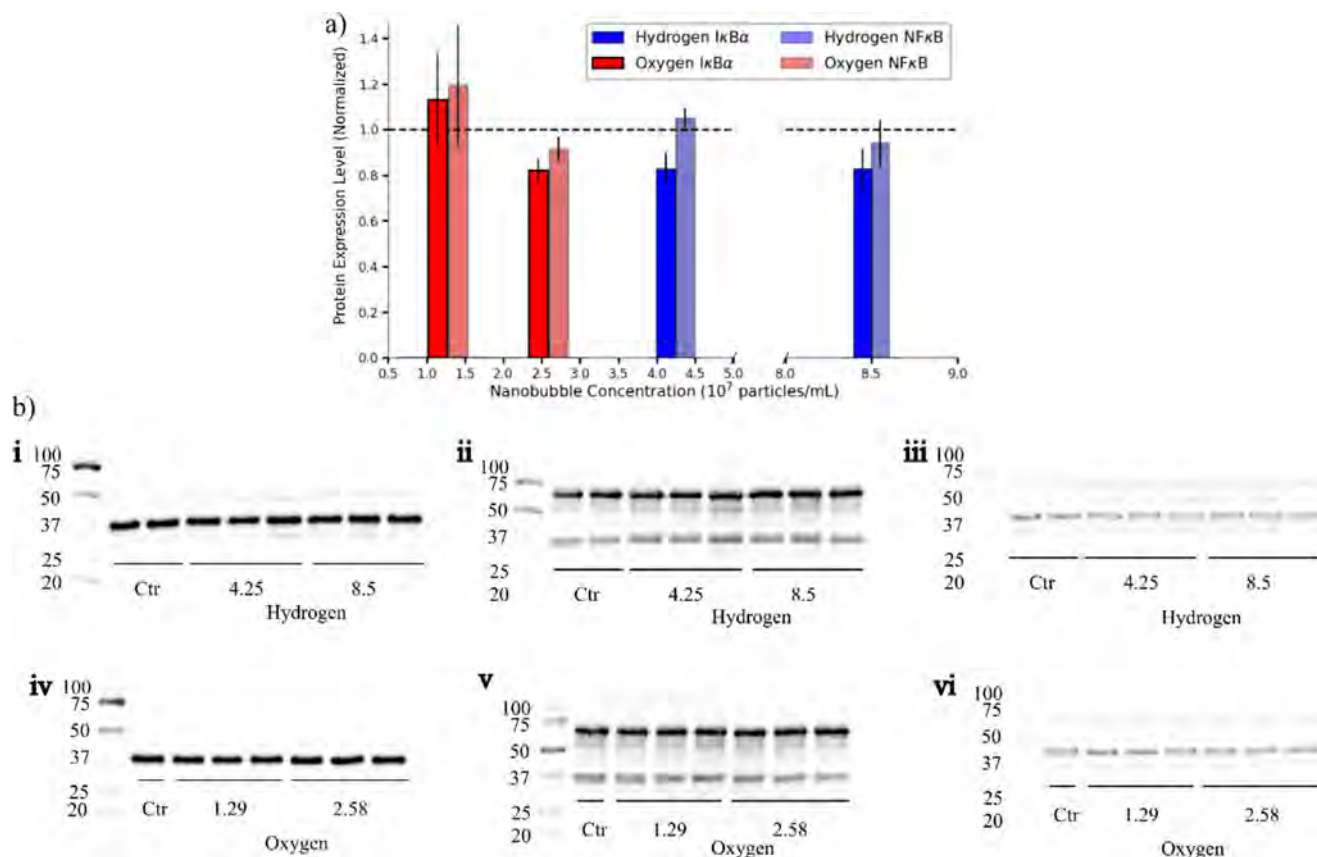 a)
Protein Expression Level (Normalized)
1.4
1.2
1.0
0.8
0.6
0.4
0.2
0.0
Hydrogen IκBα
Hydrogen NFκB
Oxygen IκBα
Oxygen NFκB
0.5 1.0 1.5 2.0 2.5 3.0 3.5 4.0 4.5 5.0 8.0 8.5 9.0
Nanobubble Concentration (10⁷ particles/mL)
b)
i
100
75
50
37
25
20
Ctr 4.25 8.5
Hydrogen
ii
100
75
50
37
25
20
Ctr 4.25 8.5
Hydrogen
iii
100
75
50
37
25
20
Ctr 4.25 8.5
Hydrogen
iv
100
75
50
37
25
20
Ctr 1.29 2.58
Oxygen
v
100
75
50
37
25
20
Ctr 1.29 2.58
Oxygen
vi
100
75
50
37
25
20
Ctr 1.29 2.58
Oxygen